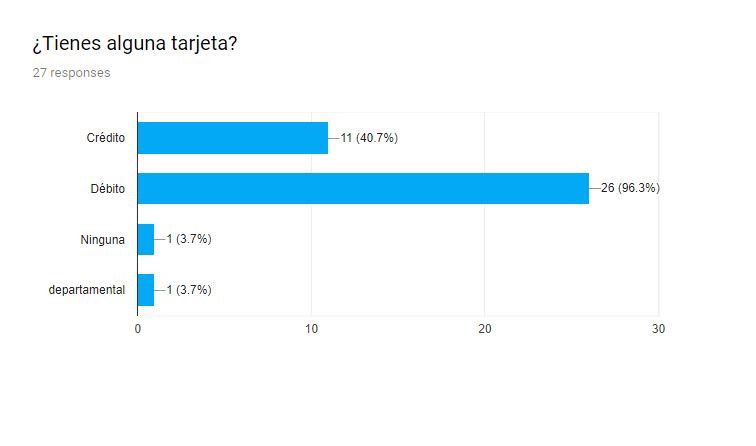 ¿Tienes alguna tarjeta?
27 responses
Crédito 11 (40.7%)
Débito 26 (96.3%)
Ninguna 1 (3.7%)
departamental 1 (3.7%)
0 10 20 30